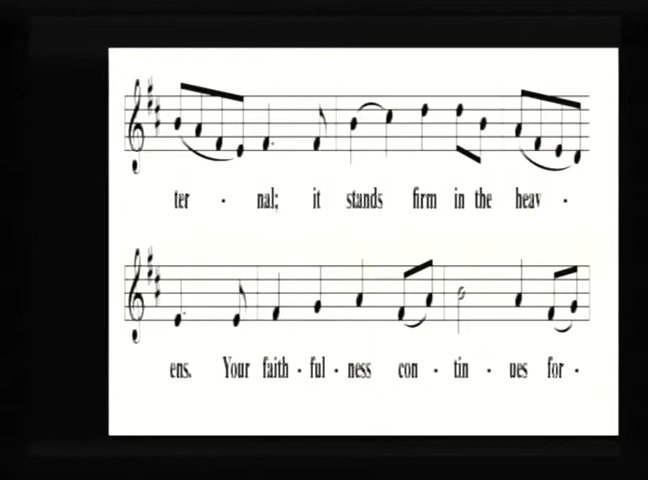 ter - nal; it stands firm in the heav -
ens. Your faith - ful - ness con - tin - ues for -